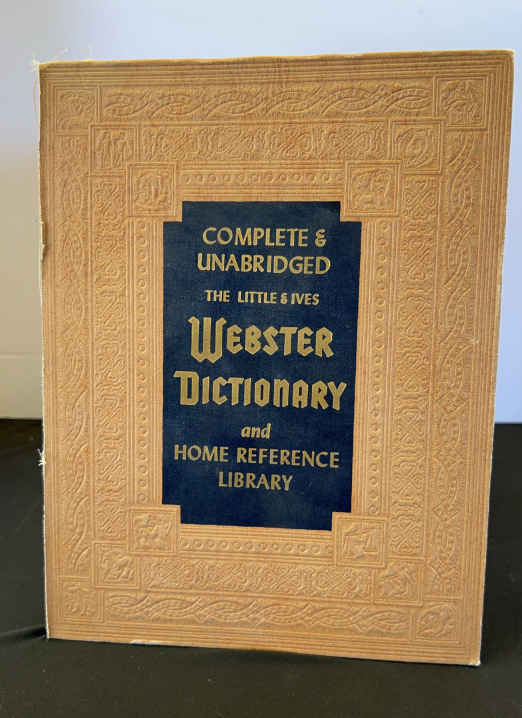 COMPLETE &
UNABRIDGED
THE LITTLE & IVES
WEBSTER
DICTIONARY
and
HOME REFERENCE
LIBRARY